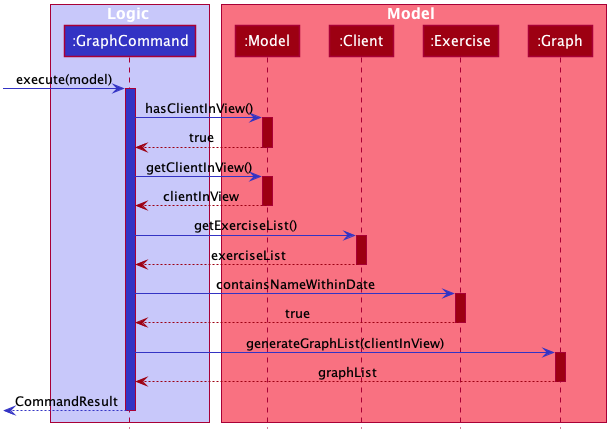 Logic
Model
:GraphCommand
:Model
:Client
:Exercise
:Graph
execute(model)
hasClientInView()
true
getClientInView()
clientInView
getExerciseList()
exerciseList
containsNameWithinDate
true
generateGraphList(clientInView)
graphList
CommandResult